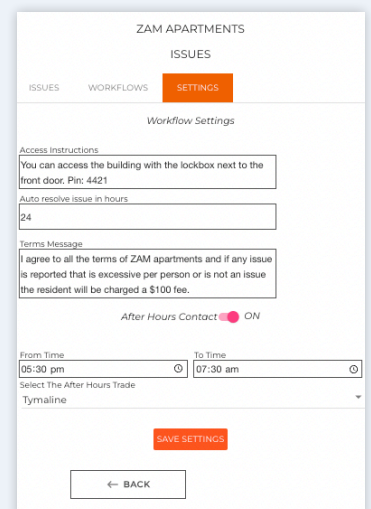 ZAM APARTMENTS
ISSUES
ISSUES WORKFLOWS SETTINGS
Workflow Settings
Access Instructions
You can access the building with the lockbox next to the
front door. Pin: 4421
Auto resolve issue in hours
24
Terms Message
I agree to all the terms of ZAM apartments and if any issue
is reported that is excessive per person or is not an issue
the resident will be charged a $100 fee.
After Hours Contact ON
From Time To Time
05:30 pm 07:30 am
Select The After Hours Trade
Tymaline
SAVE SETTINGS
← BACK